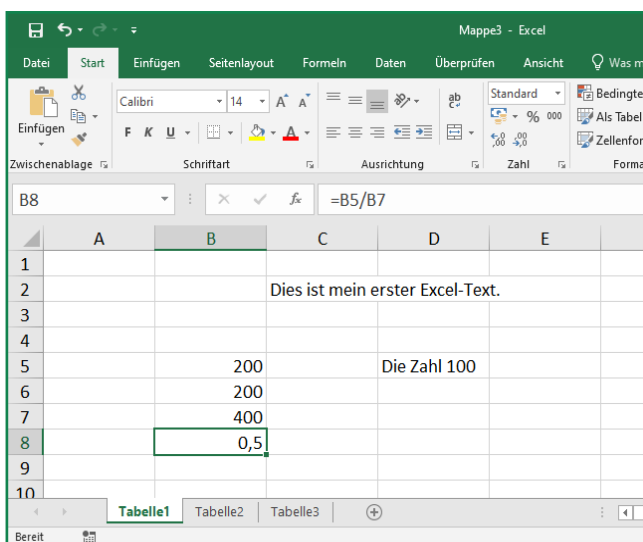 Mappe3 - Excel
Datei Start Einfügen Seitenlayout Formeln Daten Überprüfen Ansicht Was m
Einfügen
Calibri 14 A A ab c Standard
F K U A % 000
,00 ,00
Bedingte
Als Tabel
Zellenfor
Zwischenablage Schriftart Ausrichtung Zahl Forma
B8 fx =B5/B7
A B C D E
1
2 Dies ist mein erster Excel-Text.
3
4
5 200 Die Zahl 100
6 200
7 400
8 0,5
9
10
Tabelle1 Tabelle2 Tabelle3
Bereit